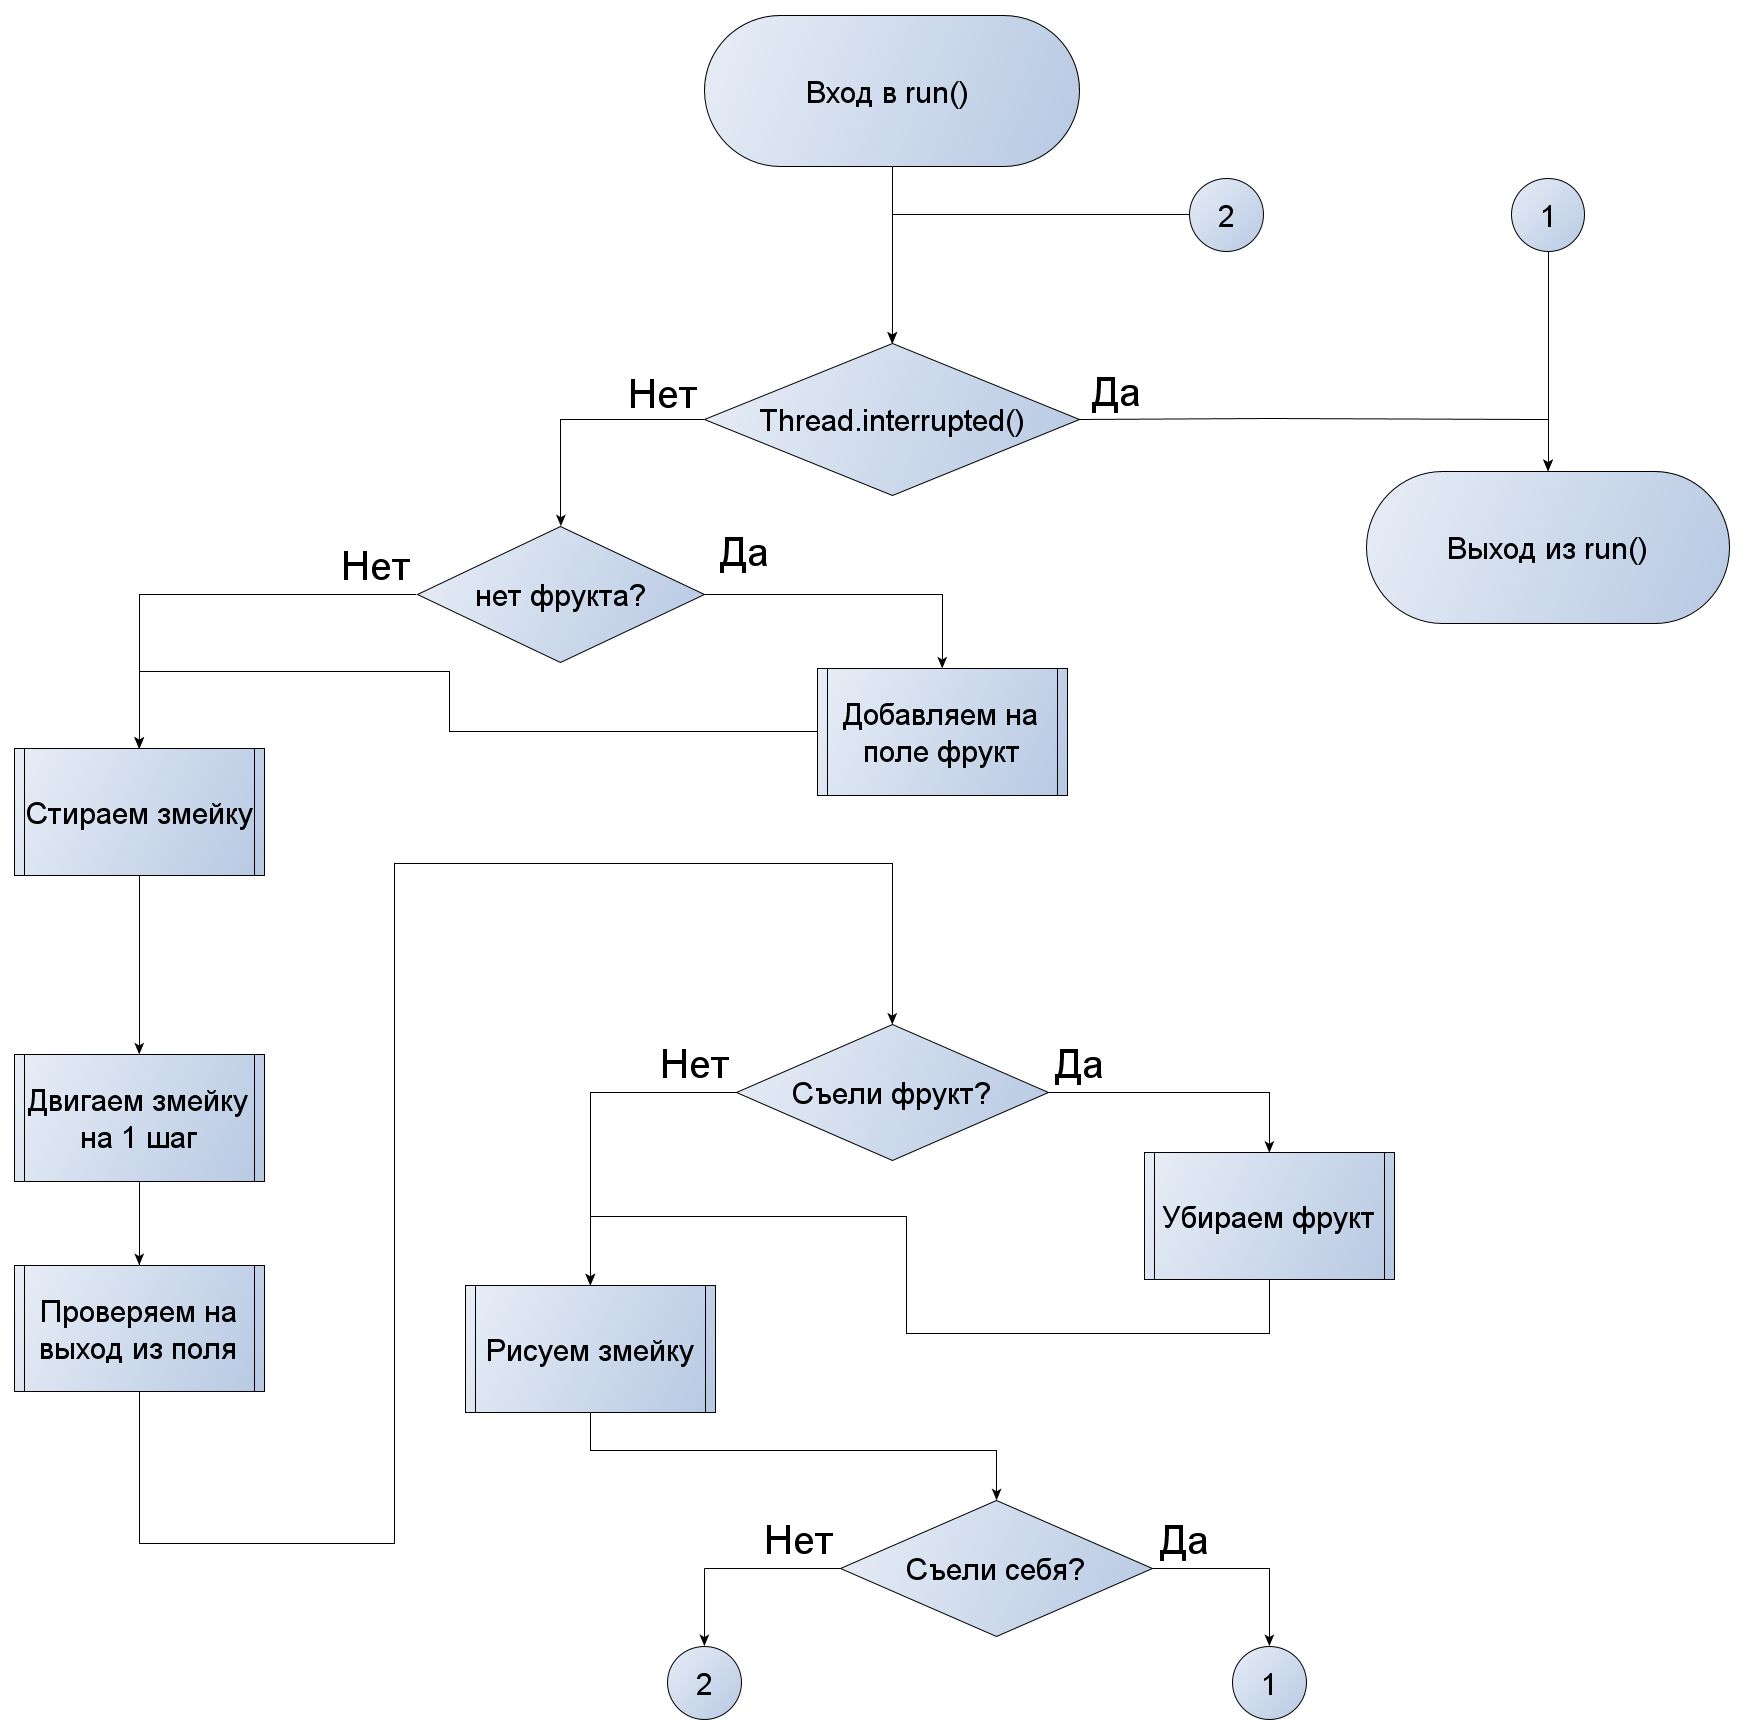 Вход в run()
2
1
Нет
Thread.interrupted()
Да
Выход из run()
Нет
нет фрукта?
Да
Добавляем на
поле фрукт
Стираем змейку
Двигаем змейку
на 1 шаг
Проверяем на
выход из поля
Нет
Съели фрукт?
Да
Убираем фрукт
Рисуем змейку
Нет
Съели себя?
Да
2
1